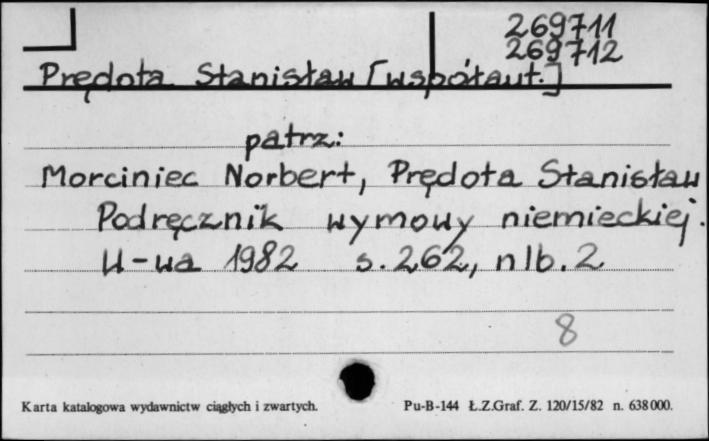 269711
269712
Prędota Stanisław [współaut.]
patrz:
Morciniec Norbert, Prędota Stanisław
Podręcznik wymowy niemieckiej.
W-wa 1982 s. 262, nlb. 2
8
Karta katalogowa wydawnictw ciągłych i zwartych.
Pu-B-144 Ł.Z.Graf. Z. 120/15/82 n. 638000.